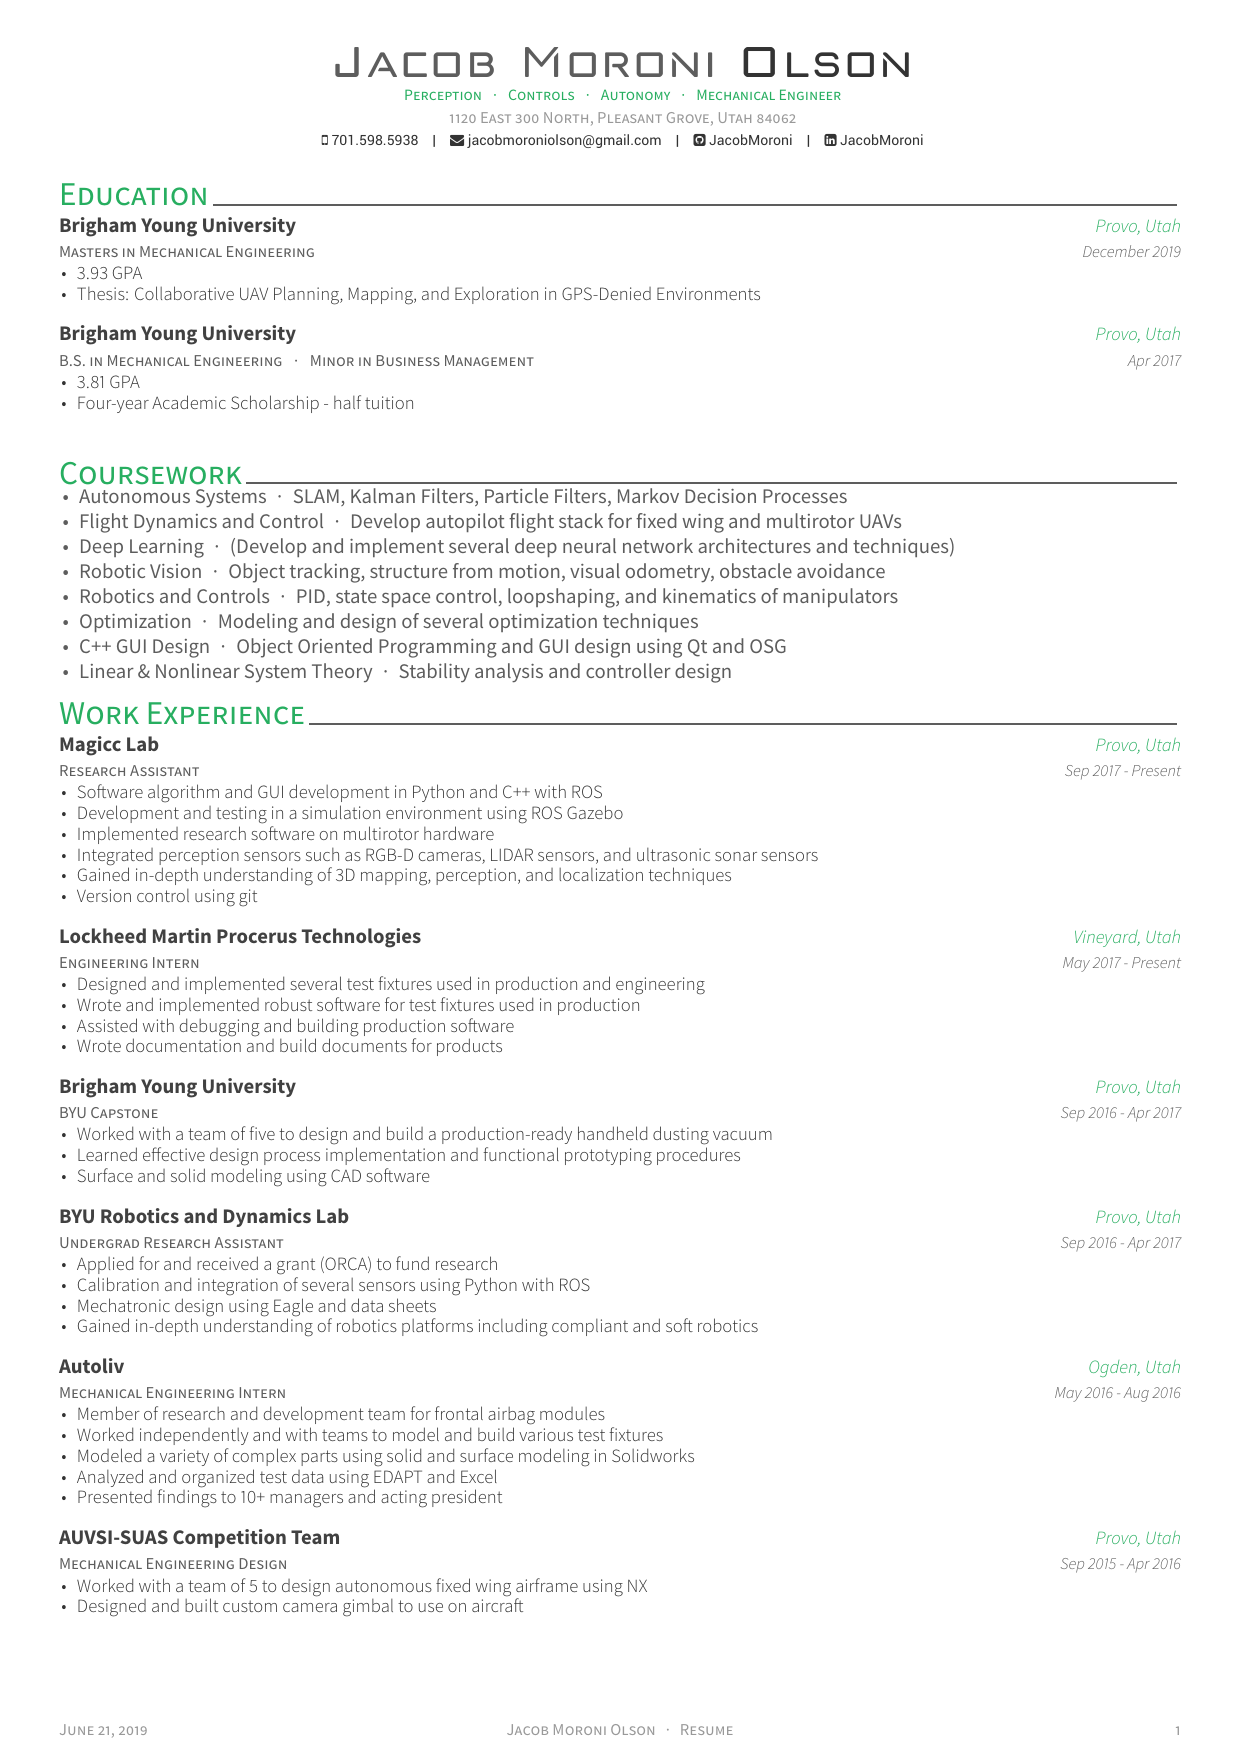 Jacob Moroni Olson
Perception · Controls · Autonomy · Mechanical Engineer
1120 East 300 North, Pleasant Grove, Utah 84062
701.598.5938 | jacobmoroniolson@gmail.com | JacobMoroni | JacobMoroni
Education
Brigham Young University Provo, Utah
Masters in Mechanical Engineering December 2019
• 3.93 GPA
• Thesis: Collaborative UAV Planning, Mapping, and Exploration in GPS-Denied Environments
Brigham Young University Provo, Utah
B.S. in Mechanical Engineering · Minor in Business Management Apr 2017
• 3.81 GPA
• Four-year Academic Scholarship - half tuition
Coursework
• Autonomous Systems · SLAM, Kalman Filters, Particle Filters, Markov Decision Processes
• Flight Dynamics and Control · Develop autopilot flight stack for fixed wing and multirotor UAVs
• Deep Learning · (Develop and implement several deep neural network architectures and techniques)
• Robotic Vision · Object tracking, structure from motion, visual odometry, obstacle avoidance
• Robotics and Controls · PID, state space control, loopshaping, and kinematics of manipulators
• Optimization · Modeling and design of several optimization techniques
• C++ GUI Design · Object Oriented Programming and GUI design using Qt and OSG
• Linear & Nonlinear System Theory · Stability analysis and controller design
Work Experience
Magicc Lab Provo, Utah
Research Assistant Sep 2017 - Present
• Software algorithm and GUI development in Python and C++ with ROS
• Development and testing in a simulation environment using ROS Gazebo
• Implemented research software on multirotor hardware
• Integrated perception sensors such as RGB-D cameras, LIDAR sensors, and ultrasonic sonar sensors
• Gained in-depth understanding of 3D mapping, perception, and localization techniques
• Version control using git
Lockheed Martin Procerus Technologies Vineyard, Utah
Engineering Intern May 2017 - Present
• Designed and implemented several test fixtures used in production and engineering
• Wrote and implemented robust software for test fixtures used in production
• Assisted with debugging and building production software
• Wrote documentation and build documents for products
Brigham Young University Provo, Utah
BYU Capstone Sep 2016 - Apr 2017
• Worked with a team of five to design and build a production-ready handheld dusting vacuum
• Learned effective design process implementation and functional prototyping procedures
• Surface and solid modeling using CAD software
BYU Robotics and Dynamics Lab Provo, Utah
Undergrad Research Assistant Sep 2016 - Apr 2017
• Applied for and received a grant (ORCA) to fund research
• Calibration and integration of several sensors using Python with ROS
• Mechatronic design using Eagle and data sheets
• Gained in-depth understanding of robotics platforms including compliant and soft robotics
Autoliv Ogden, Utah
Mechanical Engineering Intern May 2016 - Aug 2016
• Member of research and development team for frontal airbag modules
• Worked independently and with teams to model and build various test fixtures
• Modeled a variety of complex parts using solid and surface modeling in Solidworks
• Analyzed and organized test data using EDAPT and Excel
• Presented findings to 10+ managers and acting president
AUVSI-SUAS Competition Team Provo, Utah
Mechanical Engineering Design Sep 2015 - Apr 2016
• Worked with a team of 5 to design autonomous fixed wing airframe using NX
• Designed and built custom camera gimbal to use on aircraft
June 21, 2019 Jacob Moroni Olson · Resume 1